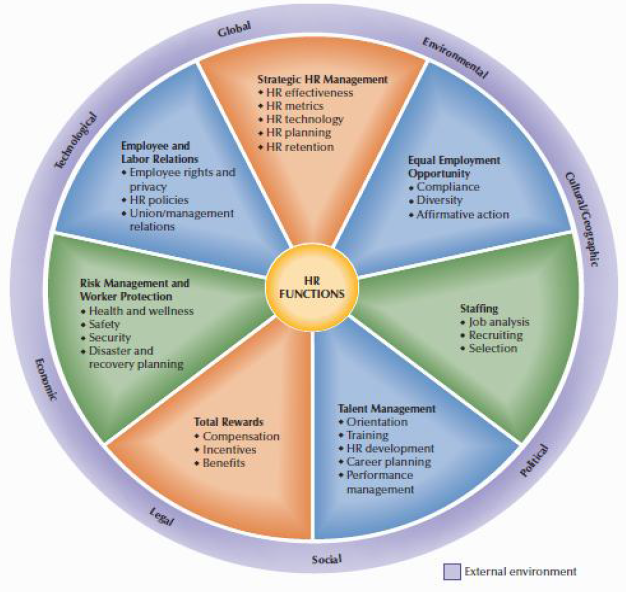 Global
Environmental
Cultural/Geographic
Political
Social
Legal
Economic
Technological
Strategic HR Management
◆ HR effectiveness
◆ HR metrics
◆ HR technology
◆ HR planning
◆ HR retention
Equal Employment
Opportunity
◆ Compliance
◆ Diversity
◆ Affirmative action
Staffing
◆ Job analysis
◆ Recruiting
◆ Selection
Talent Management
◆ Orientation
◆ Training
◆ HR development
◆ Career planning
◆ Performance
management
Total Rewards
◆ Compensation
◆ Incentives
◆ Benefits
Risk Management and
Worker Protection
◆ Health and wellness
◆ Safety
◆ Security
◆ Disaster and
recovery planning
Employee and
Labor Relations
◆ Employee rights and
privacy
◆ HR policies
◆ Union/management
relations
HR
FUNCTIONS
External environment